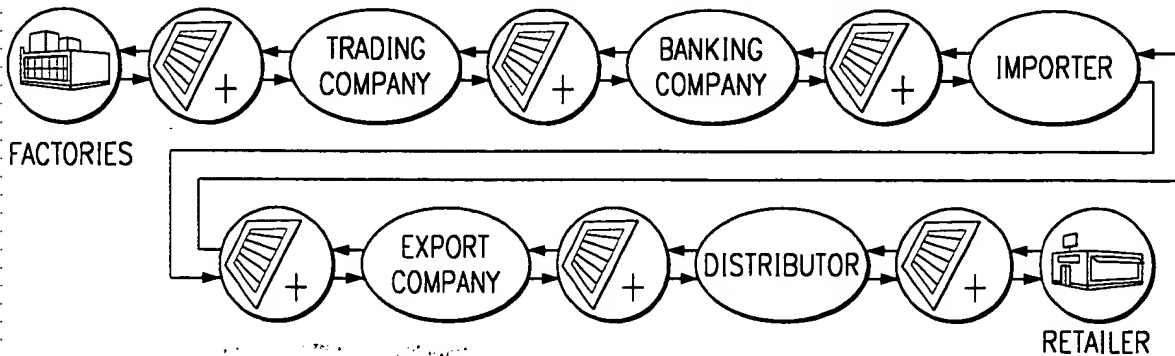 TRADING
COMPANY
BANKING
COMPANY
IMPORTER
+
+
+
FACTORIES
EXPORT
COMPANY
DISTRIBUTOR
+
+
+
RETAILER